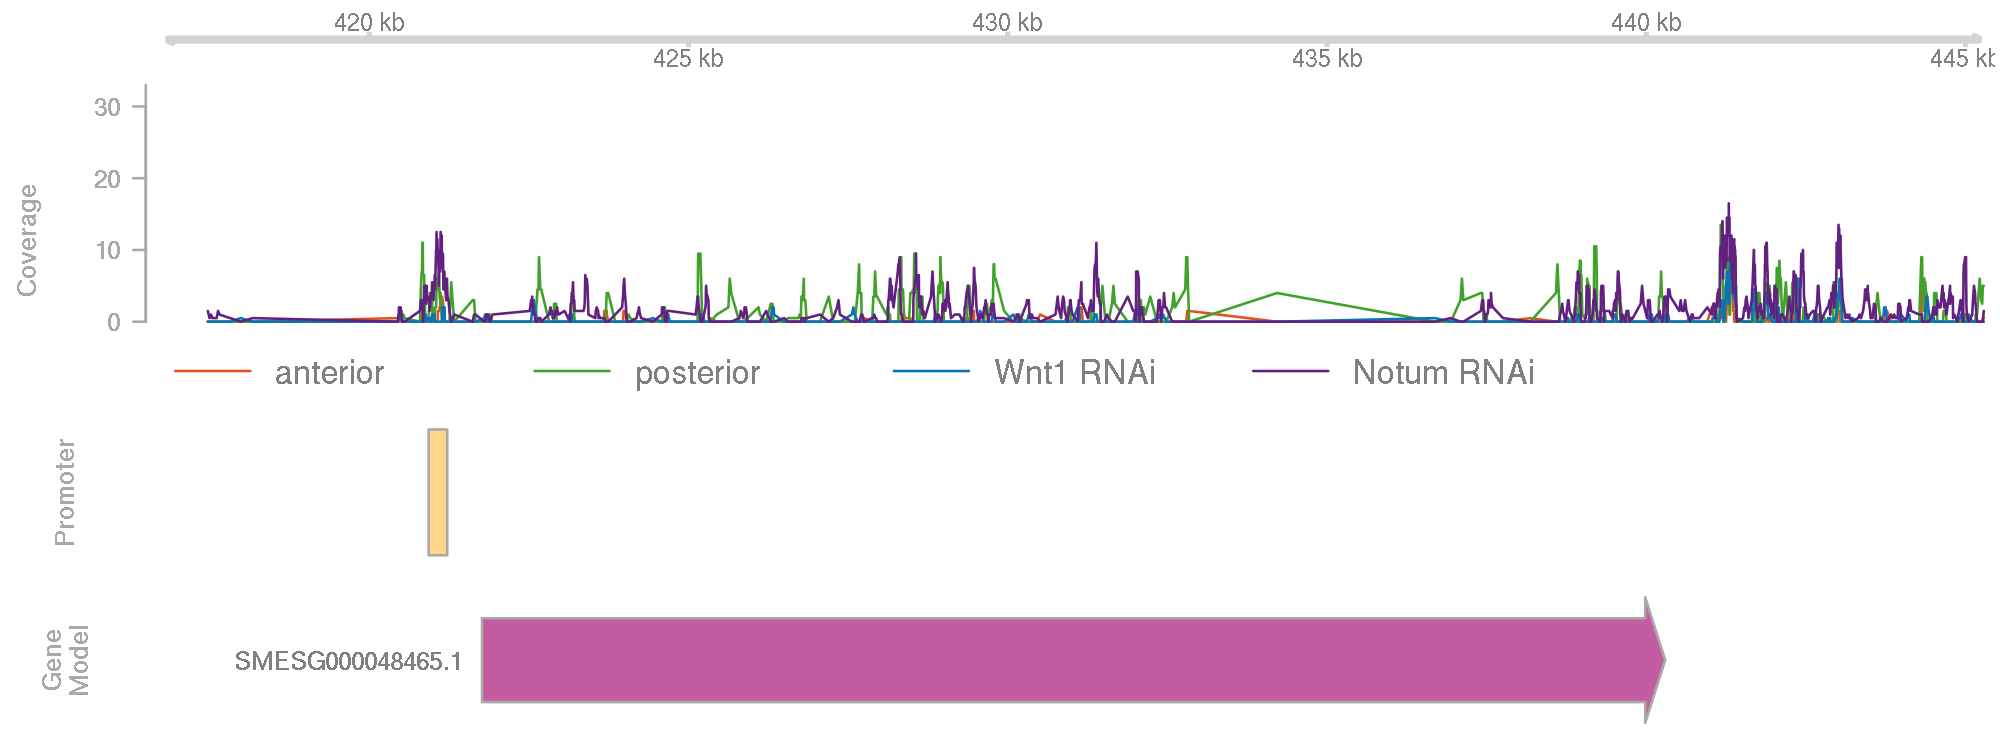 420 kb 430 kb 440 kb
425 kb 435 kb 445 kb
Coverage
30
20
10
0
anterior posterior Wnt1 RNAi Notum RNAi
Promoter
SMESG000048465.1
Gene
Model